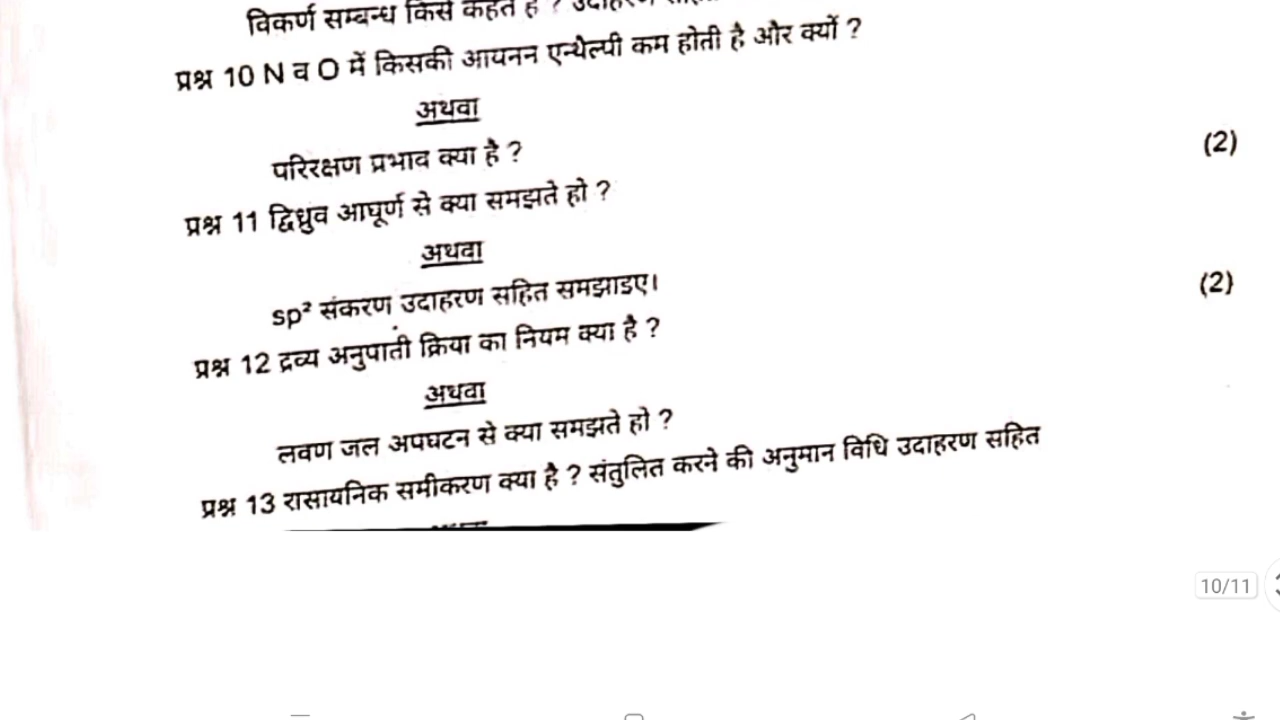 विकर्ण सम्बन्ध किसे कहते है ?
प्रश्न 10 N व O में किसकी आयनन एन्थैल्पी कम होती है और क्यों ?
अथवा
परिरक्षण प्रभाव क्या है ? (2)
प्रश्न 11 द्विध्रुव आघूर्ण से क्या समझते हो ?
अथवा
sp² संकरण उदाहरण सहित समझाइए। (2)
प्रश्न 12 द्रव्य अनुपाती क्रिया का नियम क्या है ?
अथवा
लवण जल अपघटन से क्या समझते हो ?
प्रश्न 13 रासायनिक समीकरण क्या है ? संतुलित करने की अनुमान विधि उदाहरण सहित
10/11